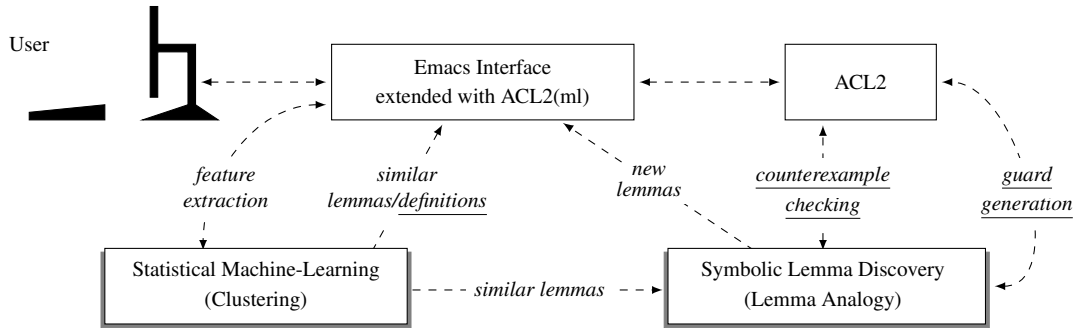 User
Emacs Interface
extended with ACL2(ml)
ACL2
feature
extraction
similar
lemmas/definitions
new
lemmas
counterexample
checking
guard
generation
Statistical Machine-Learning
(Clustering)
similar lemmas
Symbolic Lemma Discovery
(Lemma Analogy)